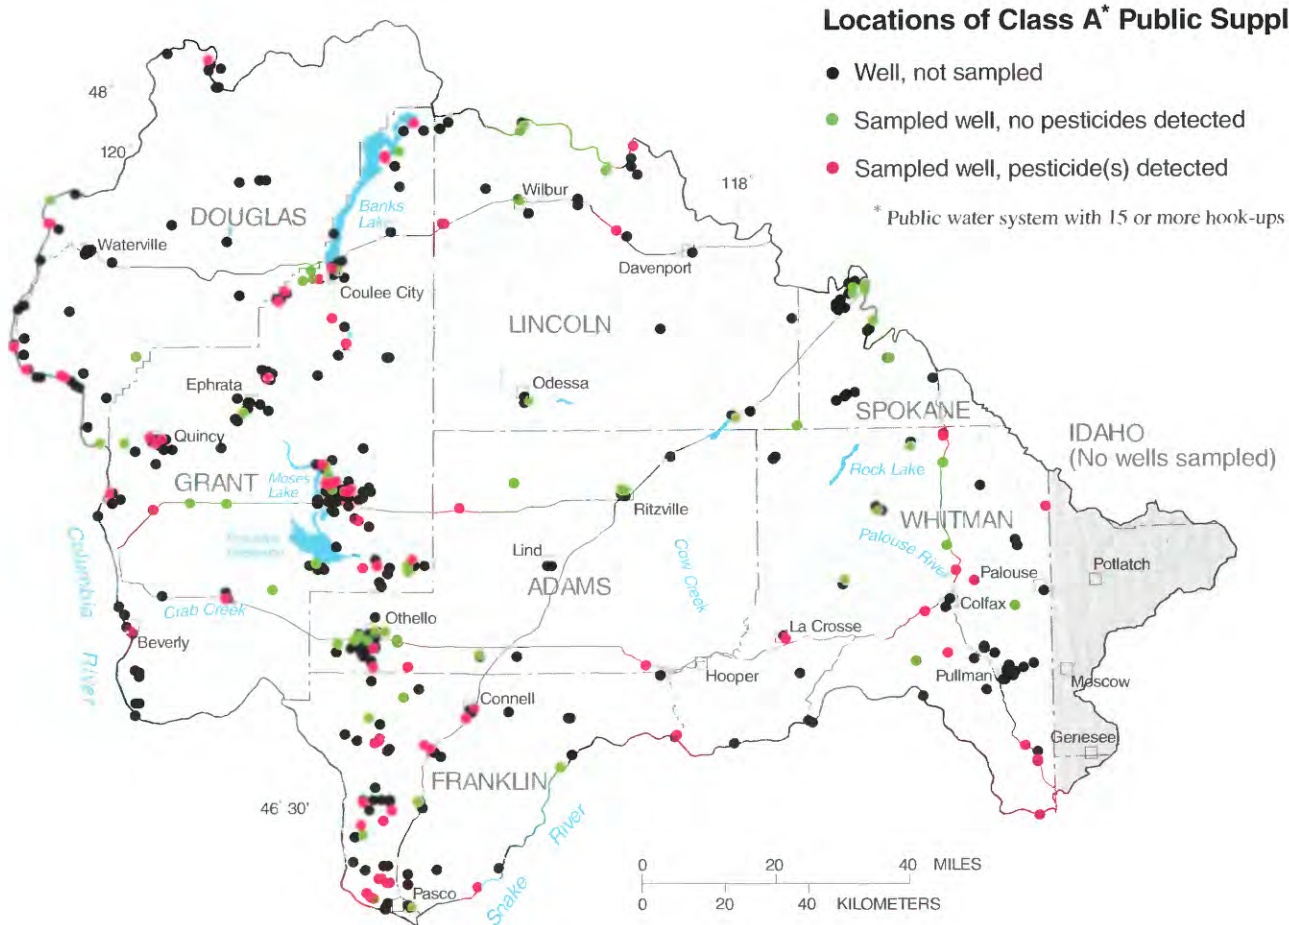 Locations of Class A* Public Suppl
Well, not sampled
Sampled well, no pesticides detected
Sampled well, pesticide(s) detected
* Public water system with 15 or more hook-ups
48°
120°
118°
DOUGLAS
Banks
Lake
Wilbur
Waterville
Davenport
Coulee City
LINCOLN
Ephrata
Odessa
SPOKANE
IDAHO
(No wells sampled)
Quincy
Rock Lake
GRANT
Moses
Lake
Ritzville
WHITMAN
Columbia
River
Lind
ADAMS
Cow Creek
Palouse River
Palouse
Potlatch
Crab Creek
Othello
Colfax
Beverly
La Crosse
Hooper
Pullman
Moscow
Connell
Genesee
FRANKLIN
46° 30'
Snake
River
Pasco
0 20 40 MILES
0 20 40 KILOMETERS